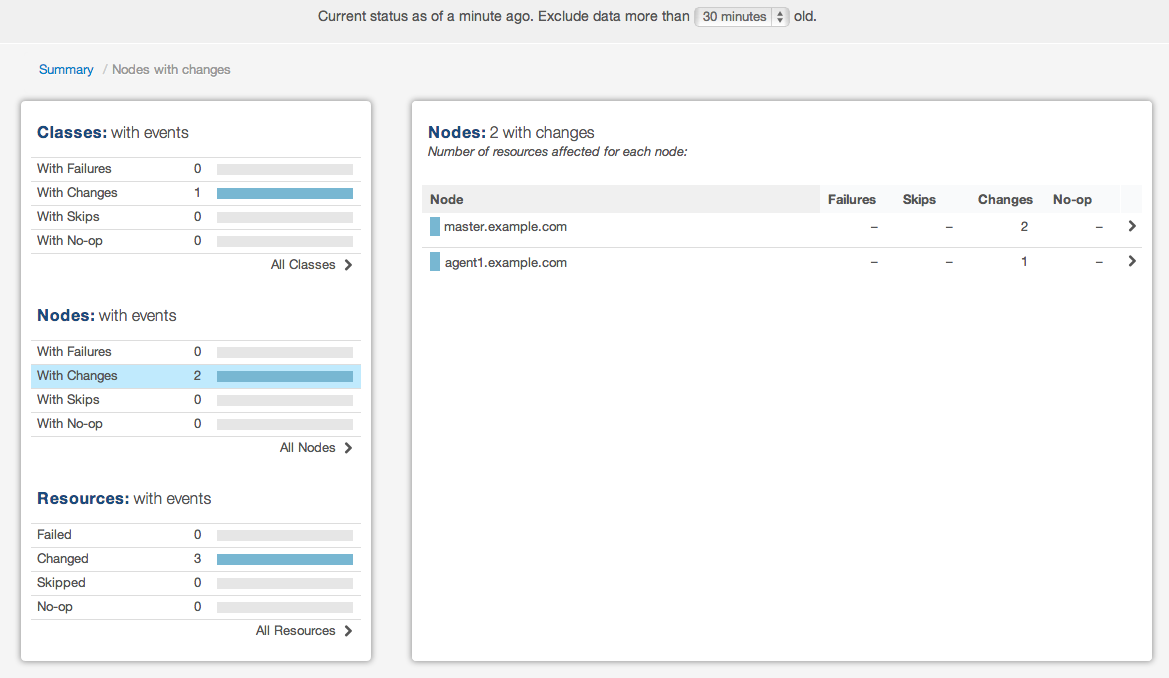 Current status as of a minute ago. Exclude data more than 30 minutes old.
Summary / Nodes with changes
Classes: with events
With Failures 0
With Changes 1
With Skips 0
With No-op 0
All Classes
Nodes: with events
With Failures 0
With Changes 2
With Skips 0
With No-op 0
All Nodes
Resources: with events
Failed 0
Changed 3
Skipped 0
No-op 0
All Resources
Nodes: 2 with changes
Number of resources affected for each node:
Node Failures Skips Changes No-op
master.example.com – – 2 –
agent1.example.com – – 1 –